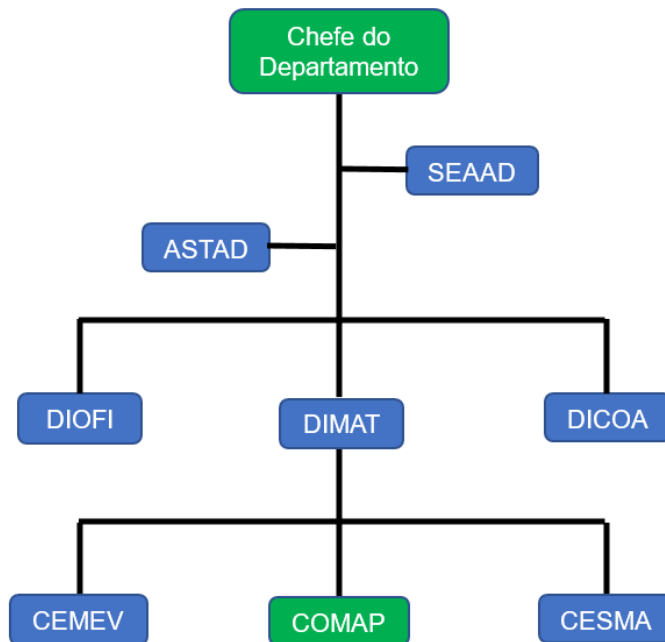 Chefe do
Departamento
SEAAD
ASTAD
DIOFI
DIMAT
DICOA
CEMEV
COMAP
CESMA